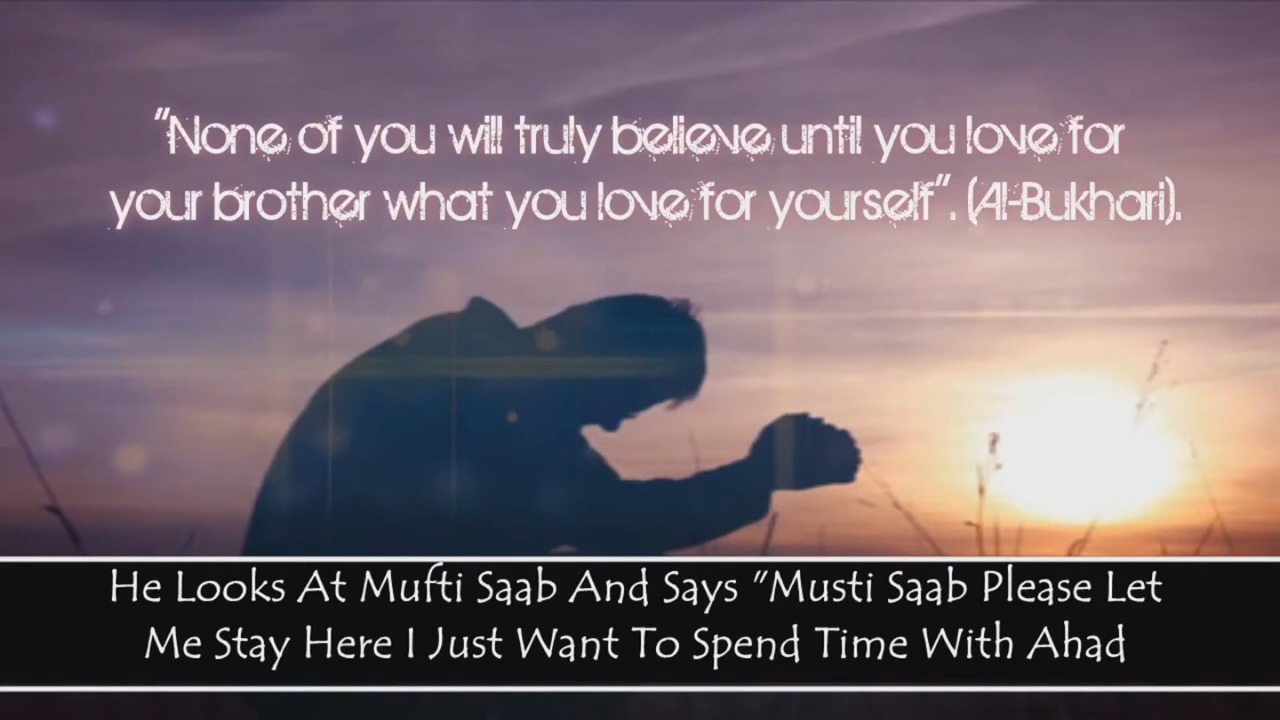 "None of you will truly believe until you love for
your brother what you love for yourself". (Al-Bukhari).
He Looks At Mufti Saab And Says "Musti Saab Please Let
Me Stay Here I Just Want To Spend Time With Ahad